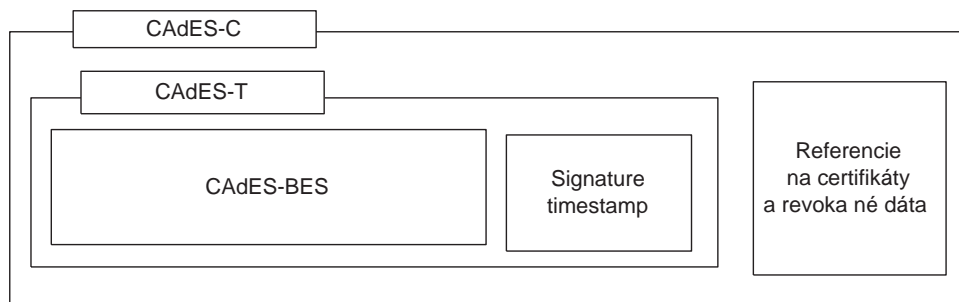 CAdES-C
CAdES-T
CAdES-BES
Signature
timestamp
Referencie
na certifikáty
a revoka né dáta